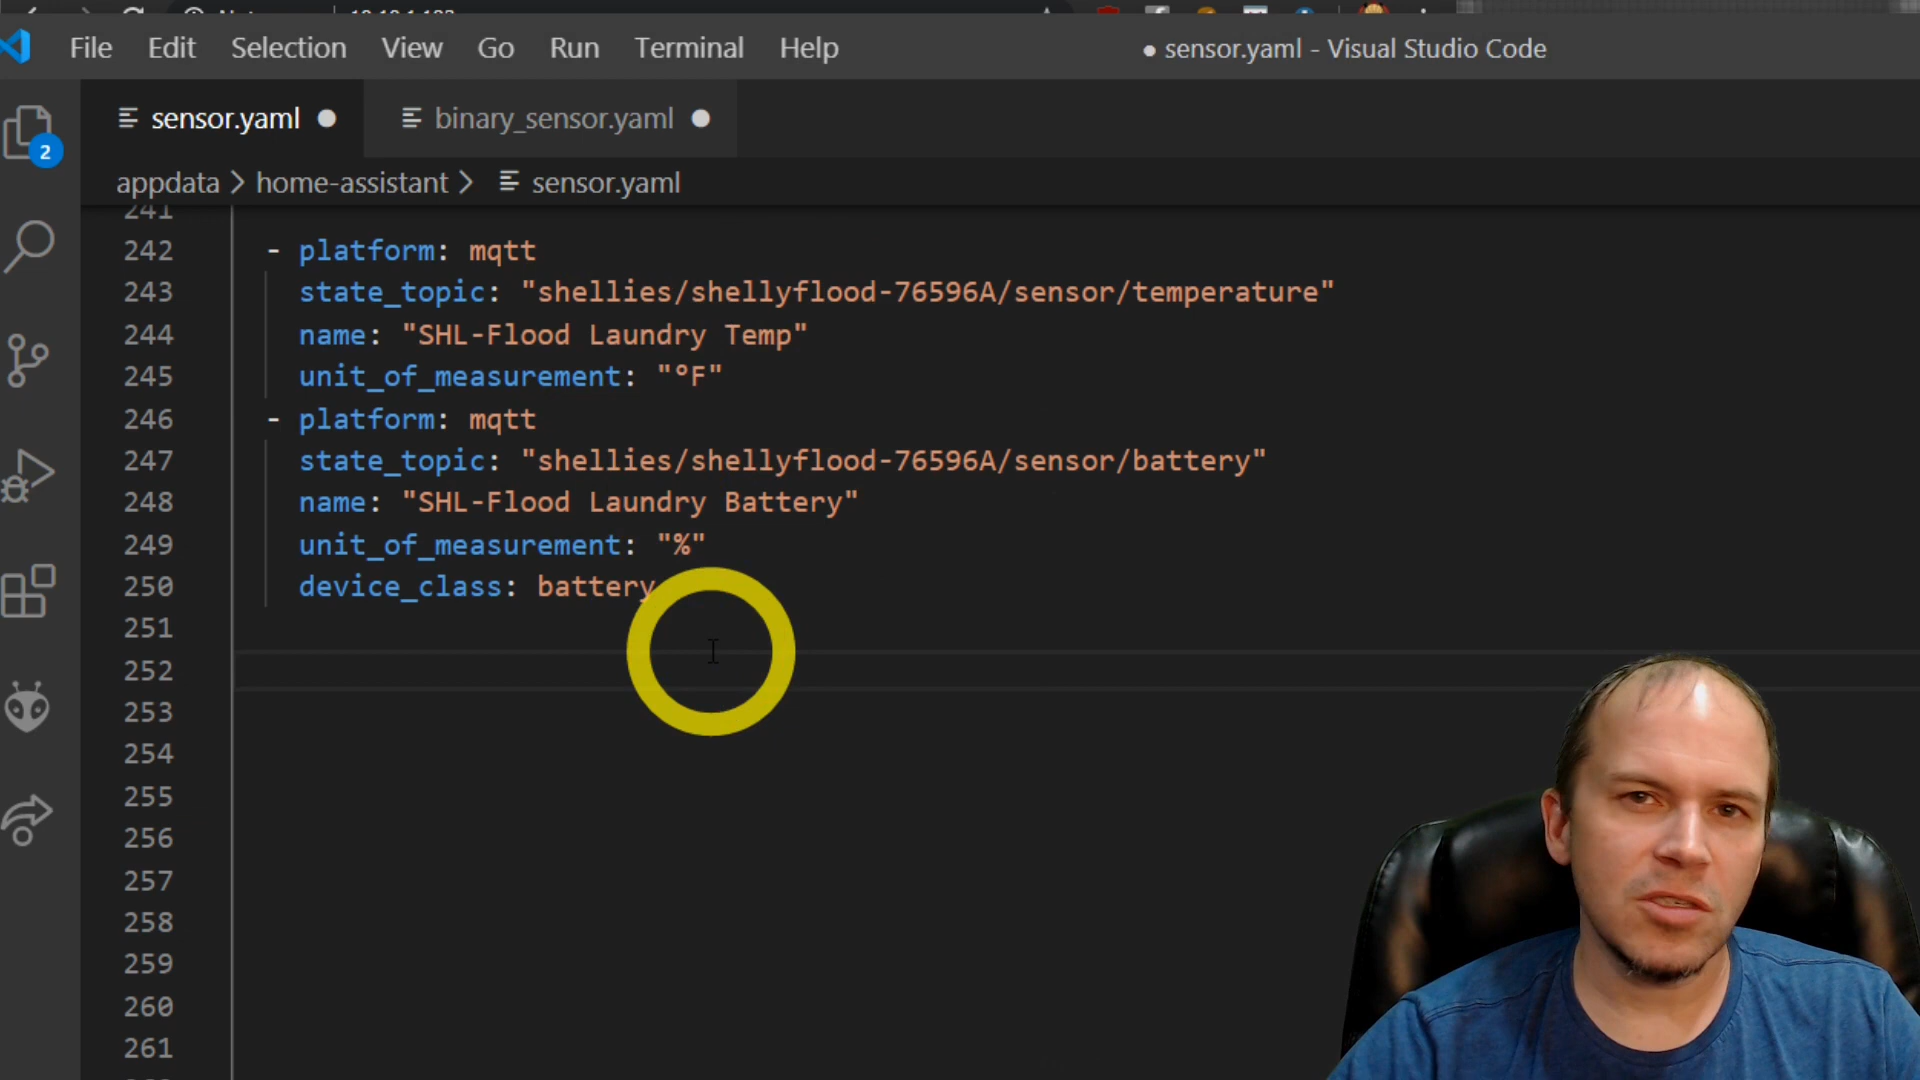 File Edit Selection View Go Run Terminal Help
● sensor.yaml - Visual Studio Code
sensor.yaml ● binary_sensor.yaml ●
2
appdata > home-assistant > sensor.yaml
241
242 - platform: mqtt
243 state_topic: "shellies/shellyflood-76596A/sensor/temperature"
244 name: "SHL-Flood Laundry Temp"
245 unit_of_measurement: "°F"
246 - platform: mqtt
247 state_topic: "shellies/shellyflood-76596A/sensor/battery"
248 name: "SHL-Flood Laundry Battery"
249 unit_of_measurement: "%"
250 device_class: battery
251
252
253
254
255
256
257
258
259
260
261